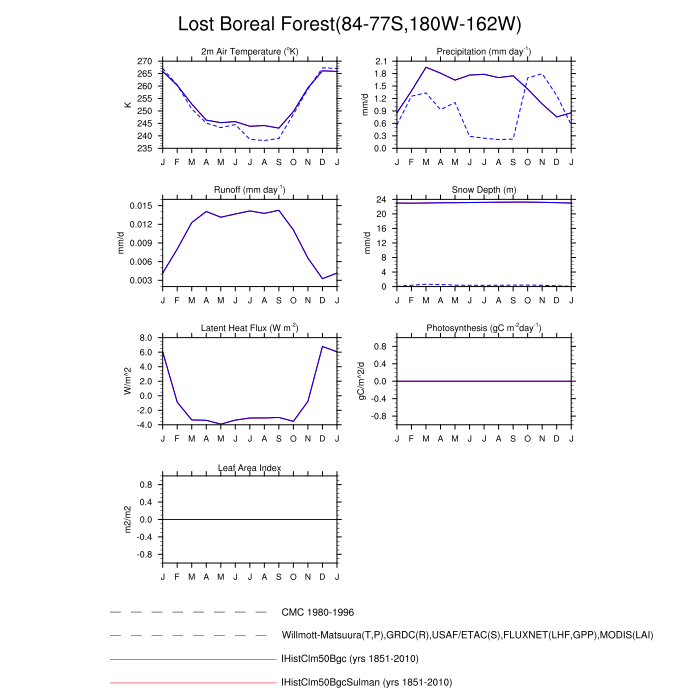 Lost Boreal Forest(84-77S,180W-162W)
2m Air Temperature (°K)
270
265
260
255
250
245
240
235
K
J F M A M J J A S O N D J
Precipitation (mm day-1)
2.1
1.8
1.5
1.2
0.9
0.6
0.3
0.0
mm/d
J F M A M J J A S O N D J
Runoff (mm day-1)
0.015
0.012
0.009
0.006
0.003
mm/d
J F M A M J J A S O N D J
Snow Depth (m)
24
20
16
12
8
4
0
mm/d
J F M A M J J A S O N D J
Latent Heat Flux (W m-2)
8.0
6.0
4.0
2.0
0.0
-2.0
-4.0
W/m^2
J F M A M J J A S O N D J
Photosynthesis (gC m-2day-1)
0.8
0.4
0.0
-0.4
-0.8
gC/m^2/d
J F M A M J J A S O N D J
Leaf Area Index
0.8
0.4
0.0
-0.4
-0.8
m2/m2
J F M A M J J A S O N D J
CMC 1980-1996
Willmott-Matsuura(T,P),GRDC(R),USAF/ETAC(S),FLUXNET(LHF,GPP),MODIS(LAI)
IHistClm50Bgc (yrs 1851-2010)
IHistClm50BgcSulman (yrs 1851-2010)